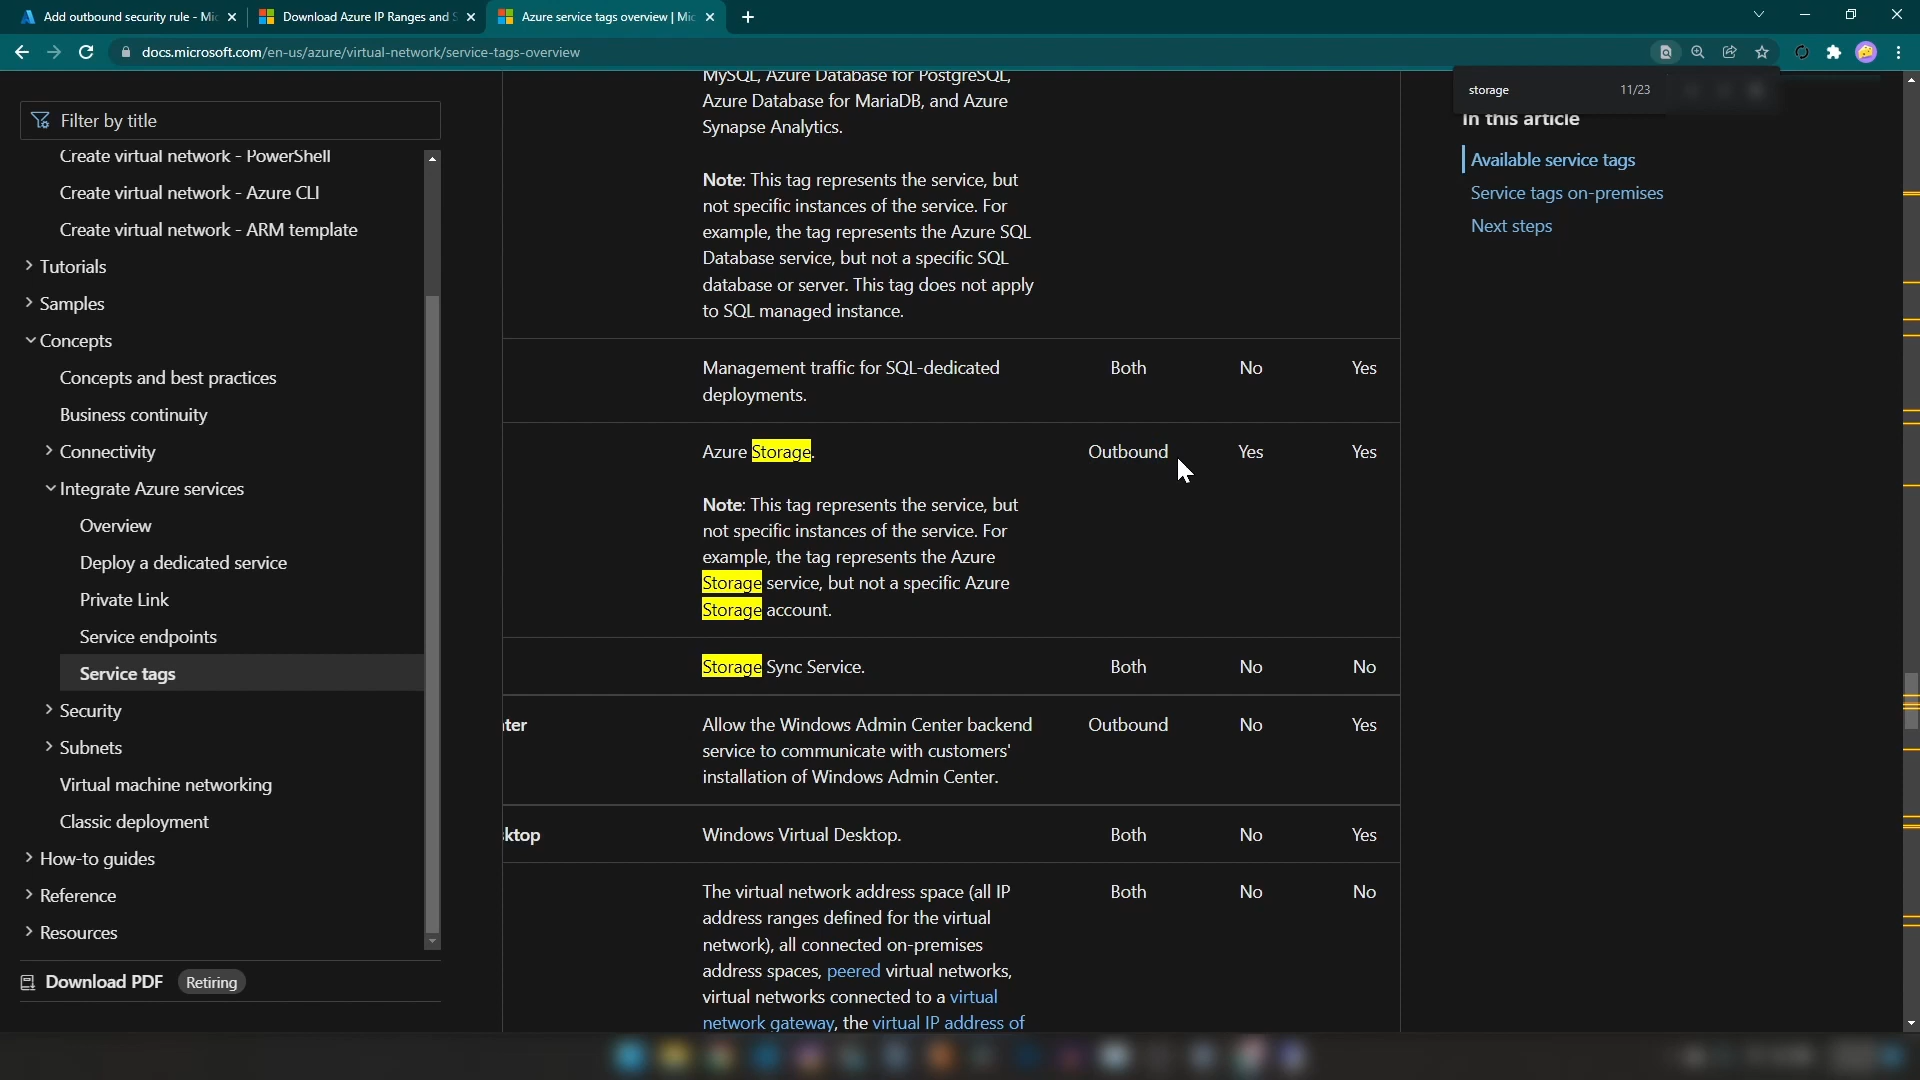 Add outbound security rule - Mi
Download Azure IP Ranges and S
Azure service tags overview | Mi
docs.microsoft.com/en-us/azure/virtual-network/service-tags-overview
storage 11/23
Filter by title
Create virtual network - PowerShell
Create virtual network - Azure CLI
Create virtual network - ARM template
Tutorials
Samples
Concepts
Concepts and best practices
Business continuity
Connectivity
Integrate Azure services
Overview
Deploy a dedicated service
Private Link
Service endpoints
Service tags
Security
Subnets
Virtual machine networking
Classic deployment
How-to guides
Reference
Resources
Download PDF Retiring
MySQL, Azure Database for PostgreSQL,
Azure Database for MariaDB, and Azure
Synapse Analytics.
Note: This tag represents the service, but
not specific instances of the service. For
example, the tag represents the Azure SQL
Database service, but not a specific SQL
database or server. This tag does not apply
to SQL managed instance.
Management traffic for SQL-dedicated
deployments.
Both No Yes
Azure Storage.
Outbound Yes Yes
Note: This tag represents the service, but
not specific instances of the service. For
example, the tag represents the Azure
Storage service, but not a specific Azure
Storage account.
Storage Sync Service. Both No No
ter
Allow the Windows Admin Center backend
service to communicate with customers'
installation of Windows Admin Center.
Outbound No Yes
ktop Windows Virtual Desktop. Both No Yes
The virtual network address space (all IP
address ranges defined for the virtual
network), all connected on-premises
address spaces, peered virtual networks,
virtual networks connected to a virtual
network gateway, the virtual IP address of
Both No No
In this article
Available service tags
Service tags on-premises
Next steps